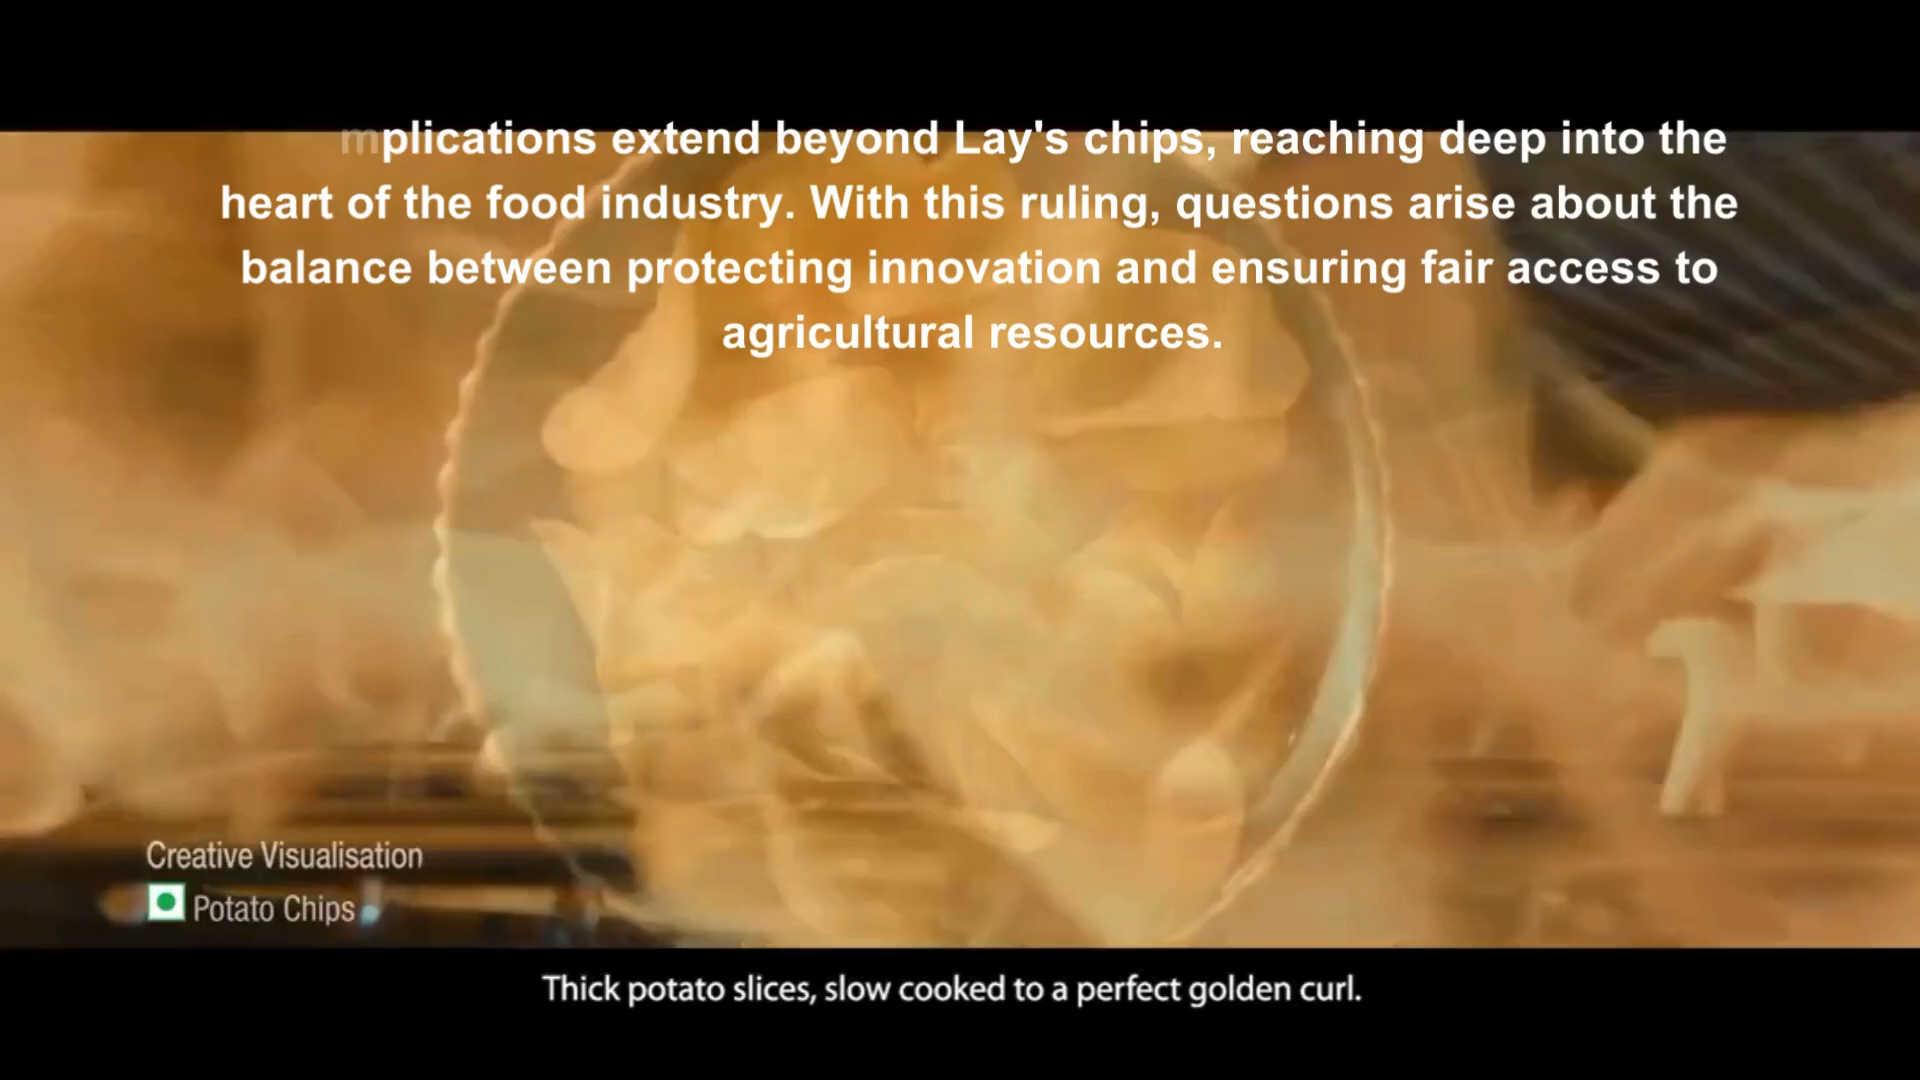 mplications extend beyond Lay's chips, reaching deep into the
heart of the food industry. With this ruling, questions arise about the
balance between protecting innovation and ensuring fair access to
agricultural resources.
Creative Visualisation
Potato Chips
Thick potato slices, slow cooked to a perfect golden curl.